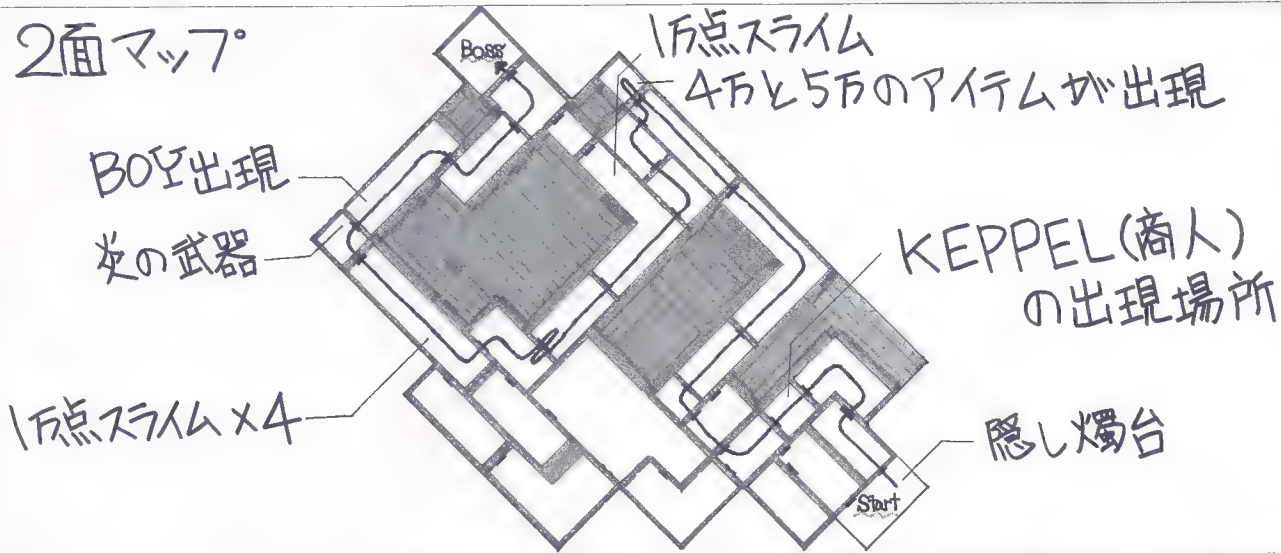 2面マップ
Boss
1万点スライム
4万と5万のアイテムが出現
BOY出現
炎の武器
KEPPEL(商人)
の出現場所
1万点スライム×4
隠し燭台
Start